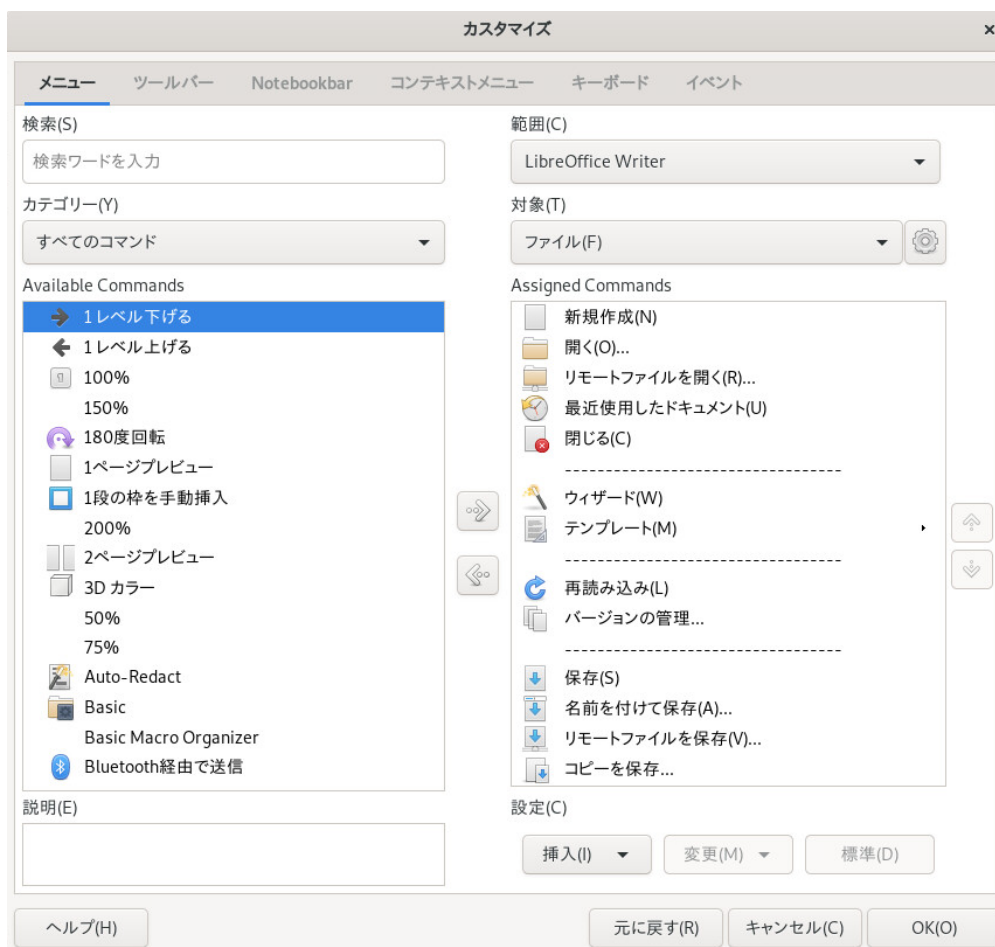 カスタマイズ
×
メニュー ツールバー Notebookbar コンテキストメニュー キーボード イベント
検索(S)
検索ワードを入力
カテゴリー(Y)
すべてのコマンド
Available Commands
1レベル下げる
1レベル上げる
100%
150%
180度回転
1ページプレビュー
1段の枠を手動挿入
200%
2ページプレビュー
3D カラー
50%
75%
Auto-Redact
Basic
Basic Macro Organizer
Bluetooth経由で送信
説明(E)
範囲(C)
LibreOffice Writer
対象(T)
ファイル(F)
Assigned Commands
新規作成(N)
開く(O)...
リモートファイルを開く(R)...
最近使用したドキュメント(U)
閉じる(C)
----------------------------------
ウィザード(W)
テンプレート(M)
----------------------------------
再読み込み(L)
バージョンの管理...
----------------------------------
保存(S)
名前を付けて保存(A)...
リモートファイルを保存(V)...
コピーを保存...
設定(C)
挿入(I) 変更(M) 標準(D)
ヘルプ(H) 元に戻す(R) キャンセル(C) OK(O)